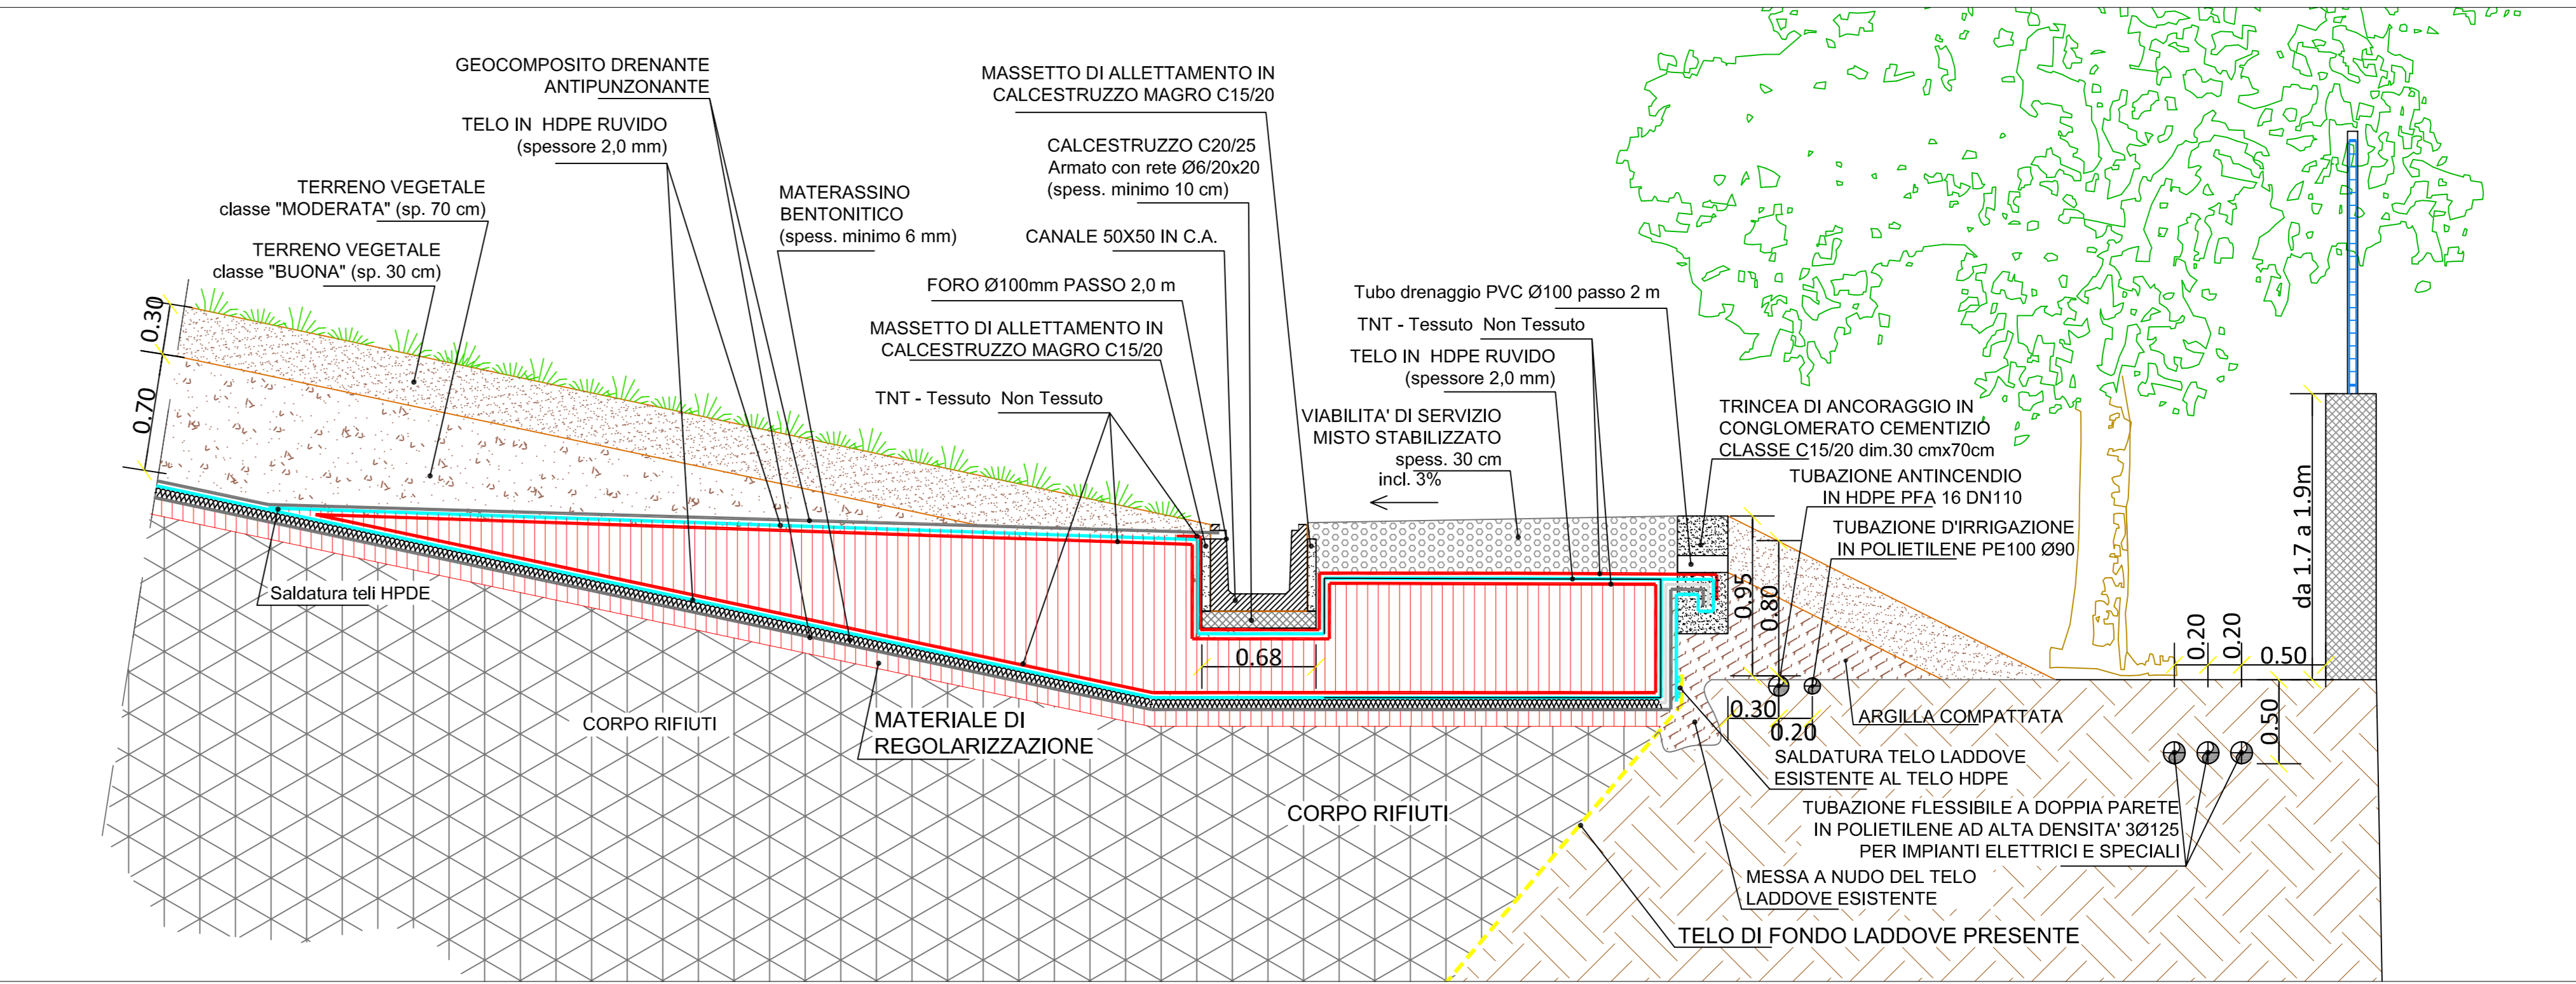 GEOCOMPOSITO DRENANTE
ANTIPUNZONANTE
TELO IN HDPE RUVIDO
(spessore 2,0 mm)
TERRENO VEGETALE
classe "MODERATA" (sp. 70 cm)
TERRENO VEGETALE
classe "BUONA" (sp. 30 cm)
MATERASSINO
BENTONITICO
(spess. minimo 6 mm)
MASSETTO DI ALLETTAMENTO IN
CALCESTRUZZO MAGRO C15/20
CALCESTRUZZO C20/25
Armato con rete Ø6/20x20
(spess. minimo 10 cm)
CANALE 50X50 IN C.A.
FORO Ø100mm PASSO 2,0 m
MASSETTO DI ALLETTAMENTO IN
CALCESTRUZZO MAGRO C15/20
TNT - Tessuto Non Tessuto
Tubo drenaggio PVC Ø100 passo 2 m
TNT - Tessuto Non Tessuto
TELO IN HDPE RUVIDO
(spessore 2,0 mm)
VIABILITA' DI SERVIZIO
MISTO STABILIZZATO
spess. 30 cm
incl. 3%
TRINCEA DI ANCORAGGIO IN
CONGLOMERATO CEMENTIZIO
CLASSE C15/20 dim.30 cmx70cm
TUBAZIONE ANTINCENDIO
IN HDPE PFA 16 DN110
TUBAZIONE D'IRRIGAZIONE
IN POLIETILENE PE100 Ø90
0.30
0.70
Saldatura teli HPDE
CORPO RIFIUTI
MATERIALE DI
REGOLARIZZAZIONE
0.68
CORPO RIFIUTI
0.95
0.80
0.30
0.20
ARGILLA COMPATTATA
0.20
0.20
0.50
0.50
da 1.7 a 1.9m
SALDATURA TELO LADDOVE
ESISTENTE AL TELO HDPE
TUBAZIONE FLESSIBILE A DOPPIA PARETE
IN POLIETILENE AD ALTA DENSITA' 3Ø125
PER IMPIANTI ELETTRICI E SPECIALI
MESSA A NUDO DEL TELO
LADDOVE ESISTENTE
TELO DI FONDO LADDOVE PRESENTE